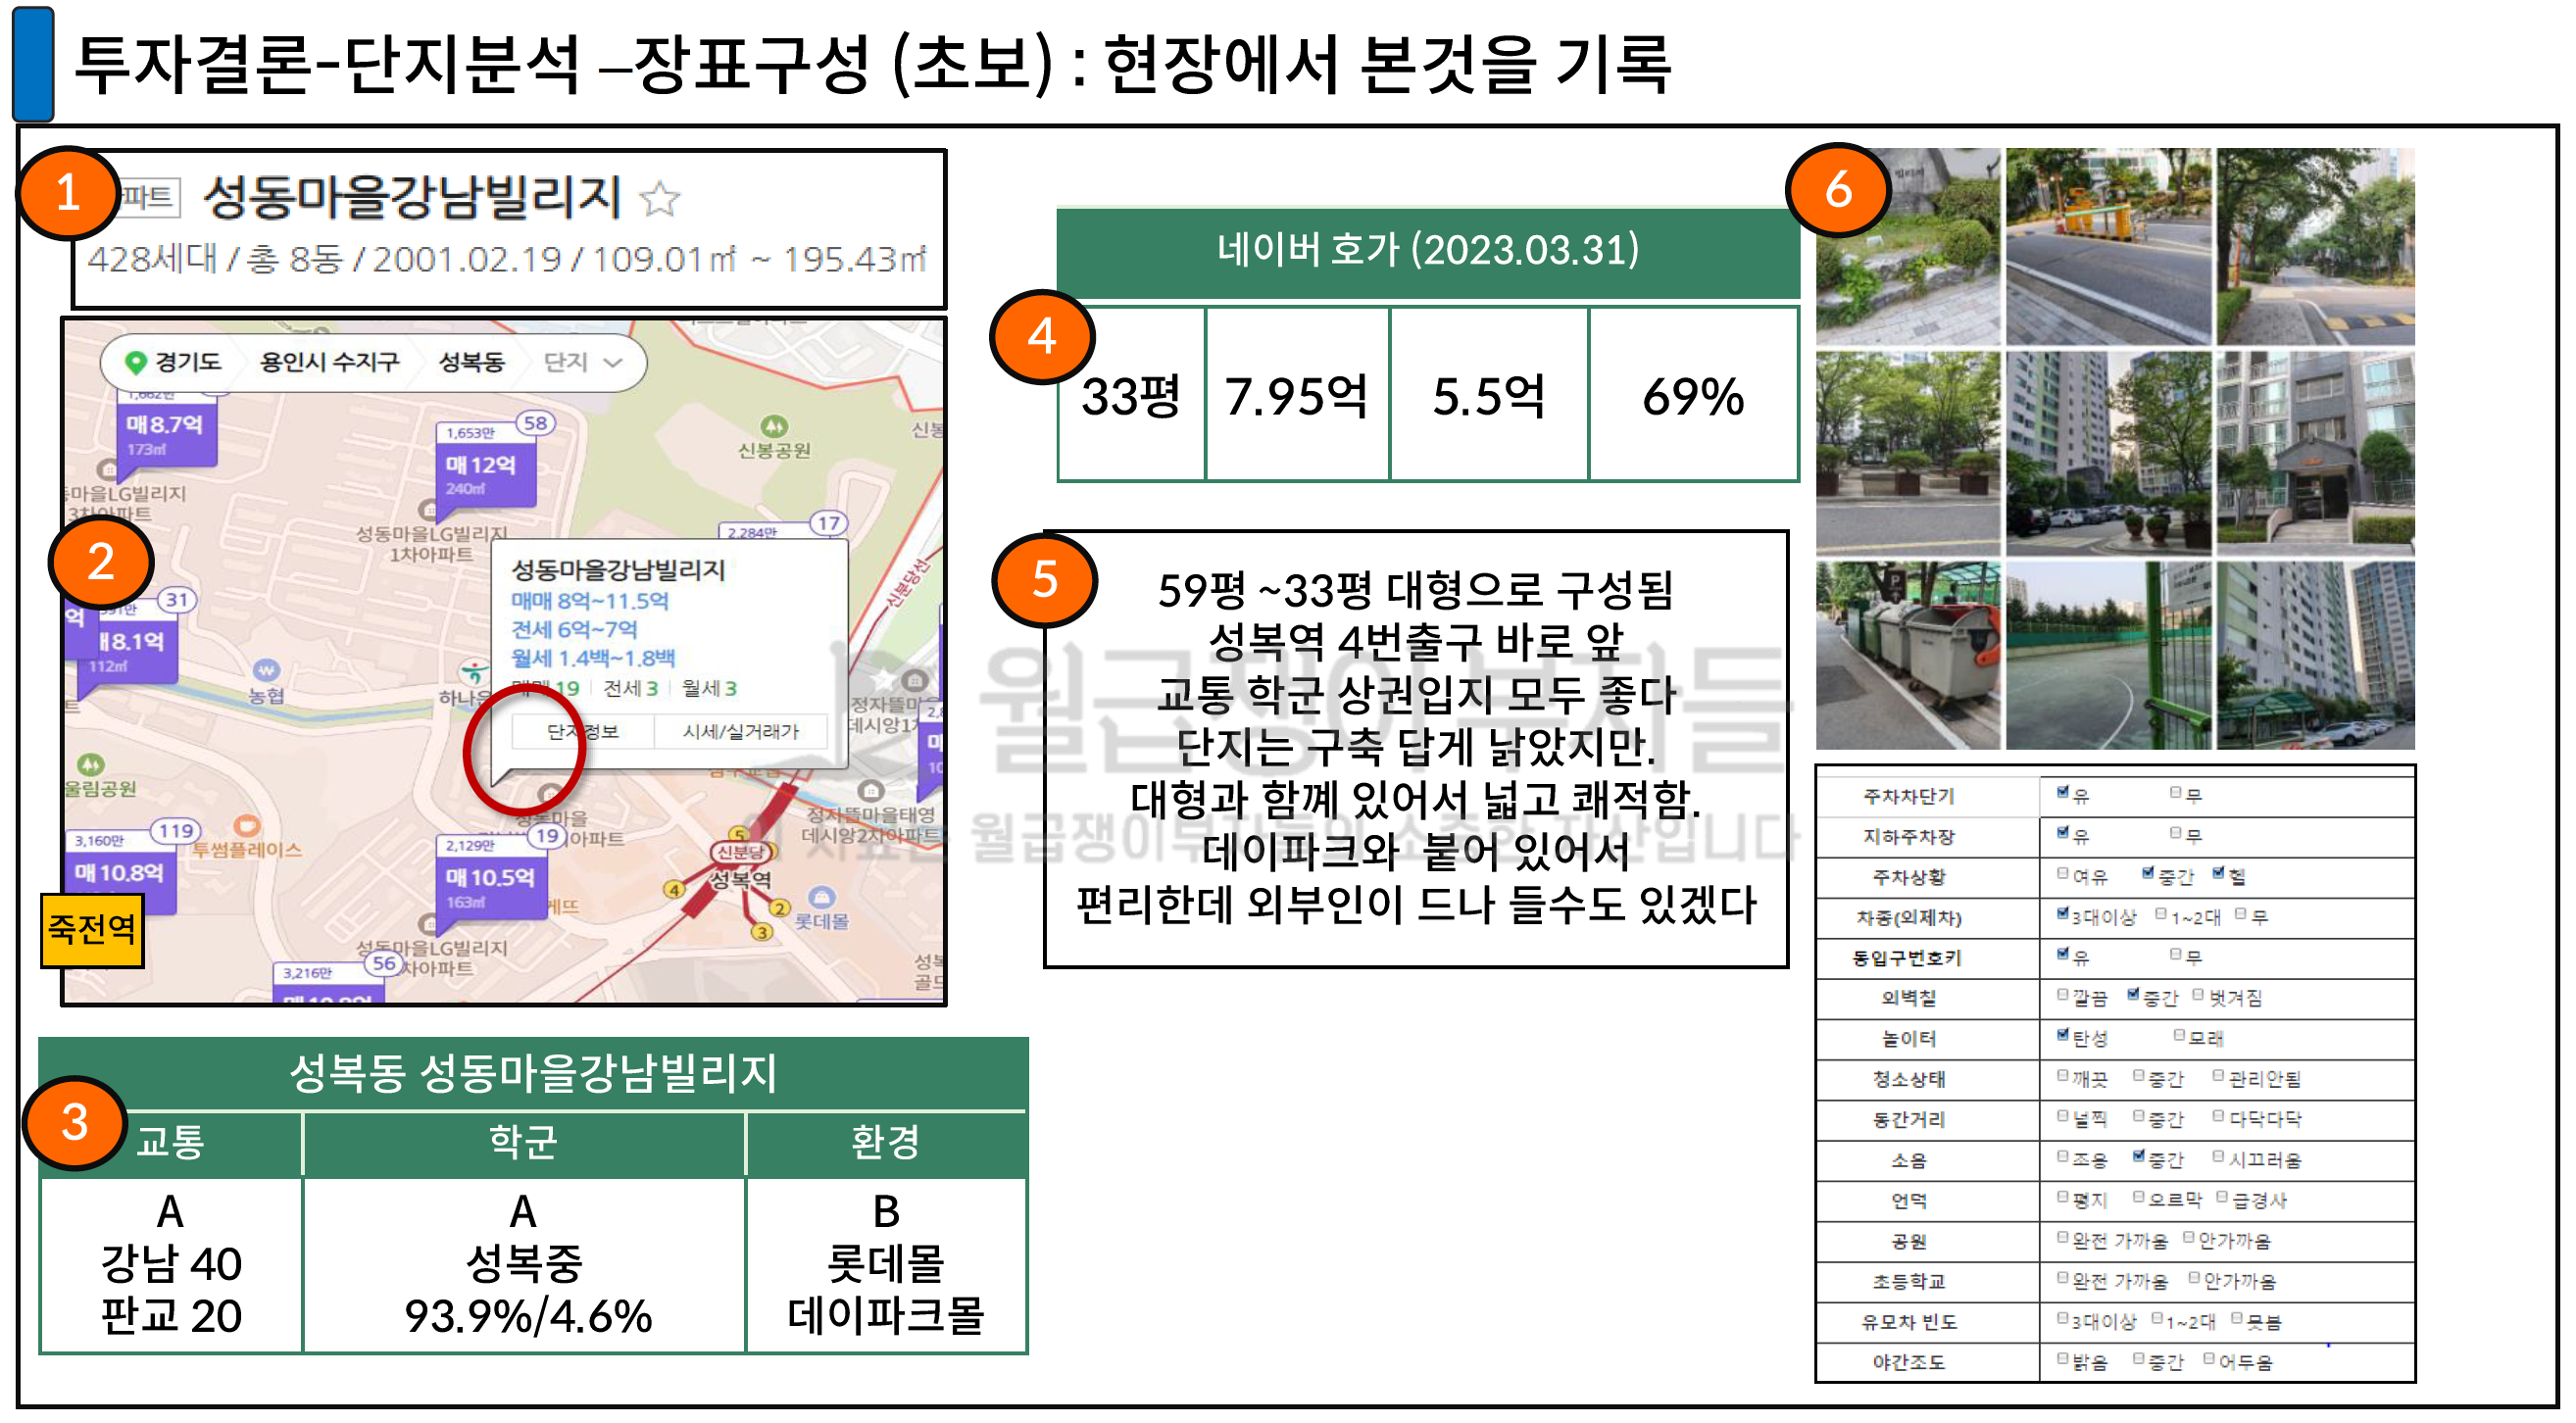 투자결론-단지분석 –장표구성 (초보) : 현장에서 본것을 기록
1
파트 성동마을강남빌리지
428세대 / 총 8동 / 2001.02.19 / 109.01㎡ ~ 195.43㎡
2
경기도 용인시 수지구 성복동 단지
1,662만
매 8.7억
173㎡
마을LG빌리지
3차아파트
1,653만 58
매 12억
240㎡
성동마을LG빌리지
1차아파트
신봉공원
신봉
2,284만 17
신분당선
성동마을강남빌리지
매매 8억~11.5억
전세 6억~7억
월세 1.4백~1.8백
매매 19 전세 3 월세 3
단지정보 시세/실거래가
31
억
8.1억
112㎡
농협
하나은
울림공원
3,160만 119
매 10.8억
투썸플레이스
죽전역
성동마을
아파트
2,129만 19
매 10.5억
163㎡
성동마을LG빌리지
차아파트
3,216만 56
정자뜰마
데시앙1
정자뜰마을태영
데시앙2차아파트
5
신분당
성복역
4
2
3
롯데몰
성복
골드
3
성복동 성동마을강남빌리지
교통 학군 환경
A A B
강남 40 성복중 롯데몰
판교 20 93.9%/4.6% 데이파크몰
네이버 호가 (2023.03.31)
4
33평 7.95억 5.5억 69%
5
59평 ~33평 대형으로 구성됨
성복역 4번출구 바로 앞
교통 학군 상권입지 모두 좋다
단지는 구축 답게 낡았지만.
대형과 함꼐 있어서 넓고 쾌적함.
데이파크와 붙어 있어서
편리한데 외부인이 드나 들수도 있겠다
월급쟁이부자들
이 자료는 월급쟁이부자들의 소중한 자산입니다
6
주차차단기 유 무
지하주차장 유 무
주차상황 여유 중간 헬
차종(외제차) 3대이상 1~2대 무
동입구번호키 유 무
외벽칠 깔끔 중간 벗겨짐
놀이터 탄성 모래
청소상태 깨끗 중간 관리안됨
동간거리 널찍 중간 다닥다닥
소음 조용 중간 시끄러움
언덕 평지 오르막 급경사
공원 완전 가까움 안가까움
초등학교 완전 가까움 안가까움
유모차 빈도 3대이상 1~2대 못봄
야간조도 밝음 중간 어두움